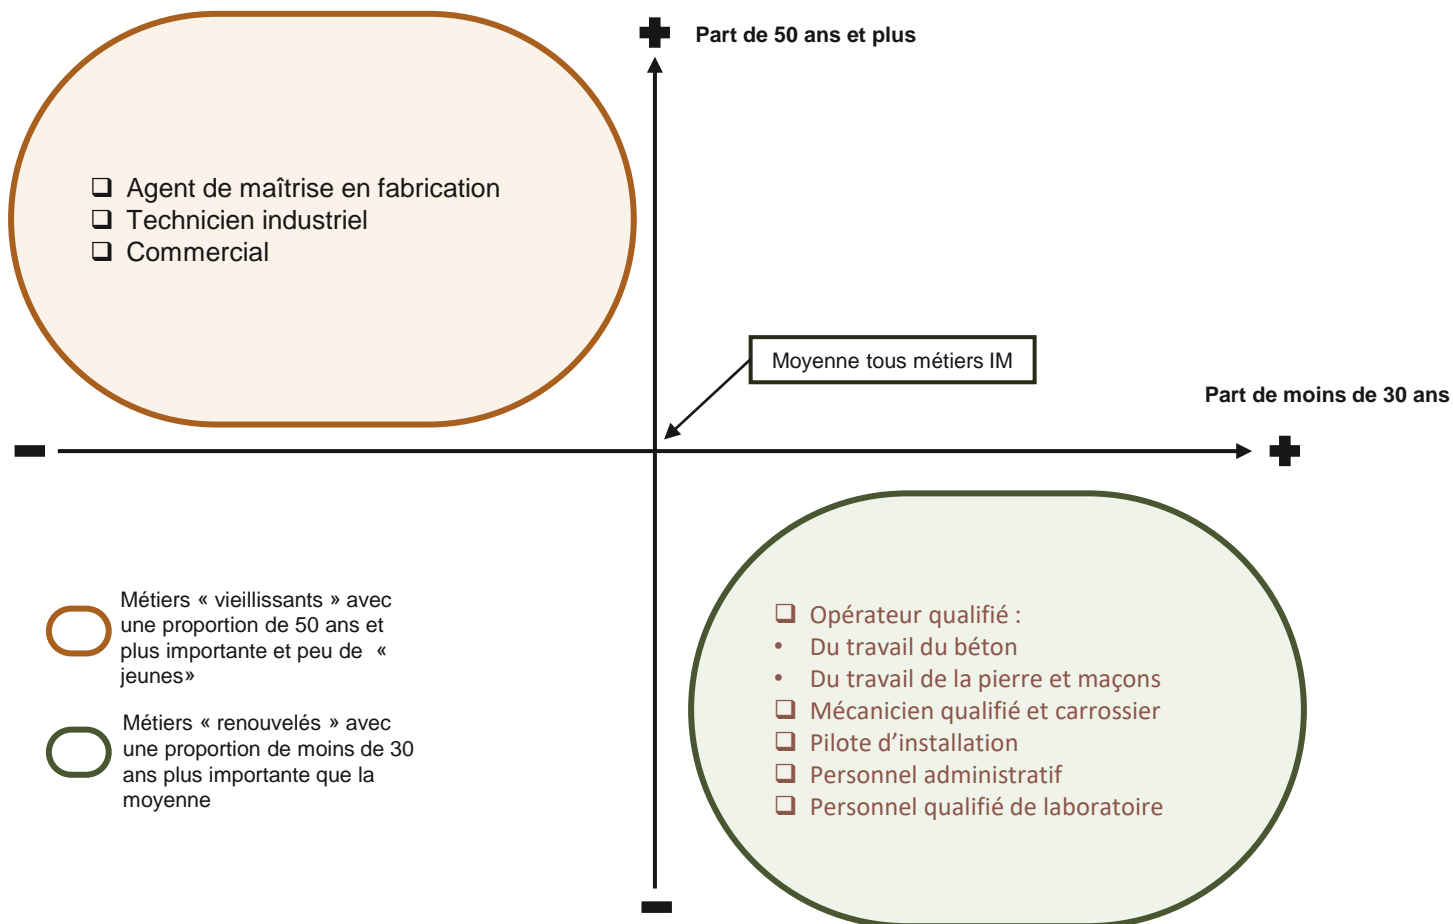 Part de 50 ans et plus
❑ Agent de maîtrise en fabrication
❑ Technicien industriel
❑ Commercial
Moyenne tous métiers IM
Part de moins de 30 ans
Métiers « vieillissants » avec
une proportion de 50 ans et
plus importante et peu de «
jeunes»
Métiers « renouvelés » avec
une proportion de moins de 30
ans plus importante que la
moyenne
❑ Opérateur qualifié :
• Du travail du béton
• Du travail de la pierre et maçons
❑ Mécanicien qualifié et carrossier
❑ Pilote d’installation
❑ Personnel administratif
❑ Personnel qualifié de laboratoire